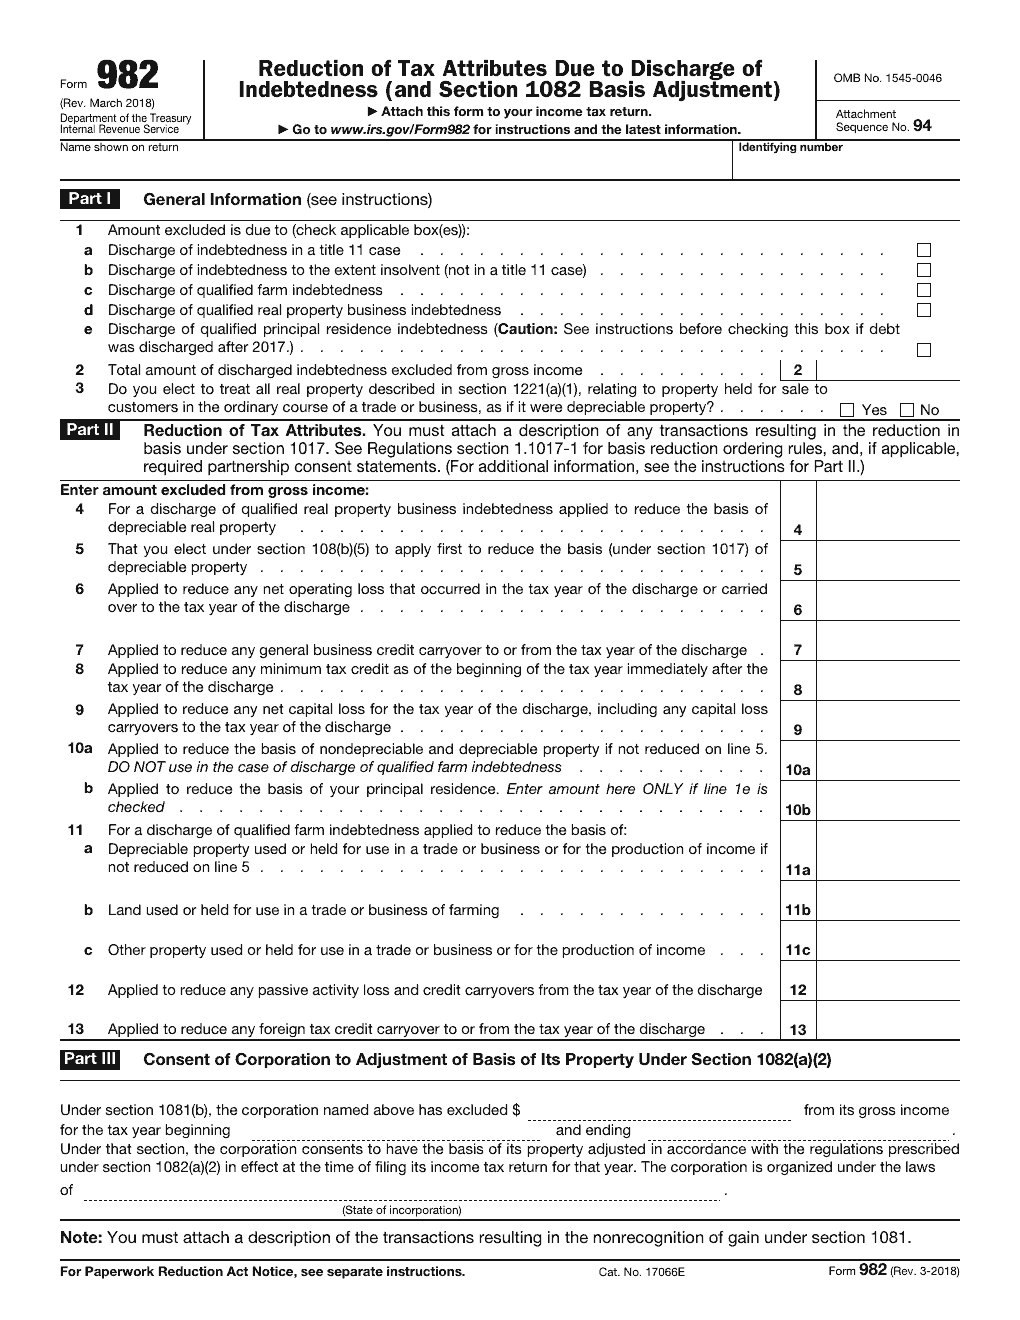 Form 982
(Rev. March 2018)
Department of the Treasury
Internal Revenue Service
Reduction of Tax Attributes Due to Discharge of
Indebtedness (and Section 1082 Basis Adjustment)
▶ Attach this form to your income tax return.
▶ Go to www.irs.gov/Form982 for instructions and the latest information.
OMB No. 1545-0046
Attachment
Sequence No. 94
Name shown on return
Identifying number
Part I General Information (see instructions)
1 Amount excluded is due to (check applicable box(es)):
a Discharge of indebtedness in a title 11 case
b Discharge of indebtedness to the extent insolvent (not in a title 11 case)
c Discharge of qualified farm indebtedness
d Discharge of qualified real property business indebtedness
e Discharge of qualified principal residence indebtedness (Caution: See instructions before checking this box if debt
was discharged after 2017.)
2 Total amount of discharged indebtedness excluded from gross income 2
3 Do you elect to treat all real property described in section 1221(a)(1), relating to property held for sale to
customers in the ordinary course of a trade or business, as if it were depreciable property? Yes No
Part II Reduction of Tax Attributes. You must attach a description of any transactions resulting in the reduction in
basis under section 1017. See Regulations section 1.1017-1 for basis reduction ordering rules, and, if applicable,
required partnership consent statements. (For additional information, see the instructions for Part II.)
Enter amount excluded from gross income:
4 For a discharge of qualified real property business indebtedness applied to reduce the basis of
depreciable real property 4
5 That you elect under section 108(b)(5) to apply first to reduce the basis (under section 1017) of
depreciable property 5
6 Applied to reduce any net operating loss that occurred in the tax year of the discharge or carried
over to the tax year of the discharge 6
7 Applied to reduce any general business credit carryover to or from the tax year of the discharge 7
8 Applied to reduce any minimum tax credit as of the beginning of the tax year immediately after the
tax year of the discharge 8
9 Applied to reduce any net capital loss for the tax year of the discharge, including any capital loss
carryovers to the tax year of the discharge 9
10a Applied to reduce the basis of nondepreciable and depreciable property if not reduced on line 5.
DO NOT use in the case of discharge of qualified farm indebtedness 10a
b Applied to reduce the basis of your principal residence. Enter amount here ONLY if line 1e is
checked 10b
11 For a discharge of qualified farm indebtedness applied to reduce the basis of:
a Depreciable property used or held for use in a trade or business or for the production of income if
not reduced on line 5 11a
b Land used or held for use in a trade or business of farming 11b
c Other property used or held for use in a trade or business or for the production of income 11c
12 Applied to reduce any passive activity loss and credit carryovers from the tax year of the discharge 12
13 Applied to reduce any foreign tax credit carryover to or from the tax year of the discharge 13
Part III Consent of Corporation to Adjustment of Basis of Its Property Under Section 1082(a)(2)
Under section 1081(b), the corporation named above has excluded $ from its gross income
for the tax year beginning and ending .
Under that section, the corporation consents to have the basis of its property adjusted in accordance with the regulations prescribed
under section 1082(a)(2) in effect at the time of filing its income tax return for that year. The corporation is organized under the laws
of .
(State of incorporation)
Note: You must attach a description of the transactions resulting in the nonrecognition of gain under section 1081.
For Paperwork Reduction Act Notice, see separate instructions. Cat. No. 17066E Form 982 (Rev. 3-2018)